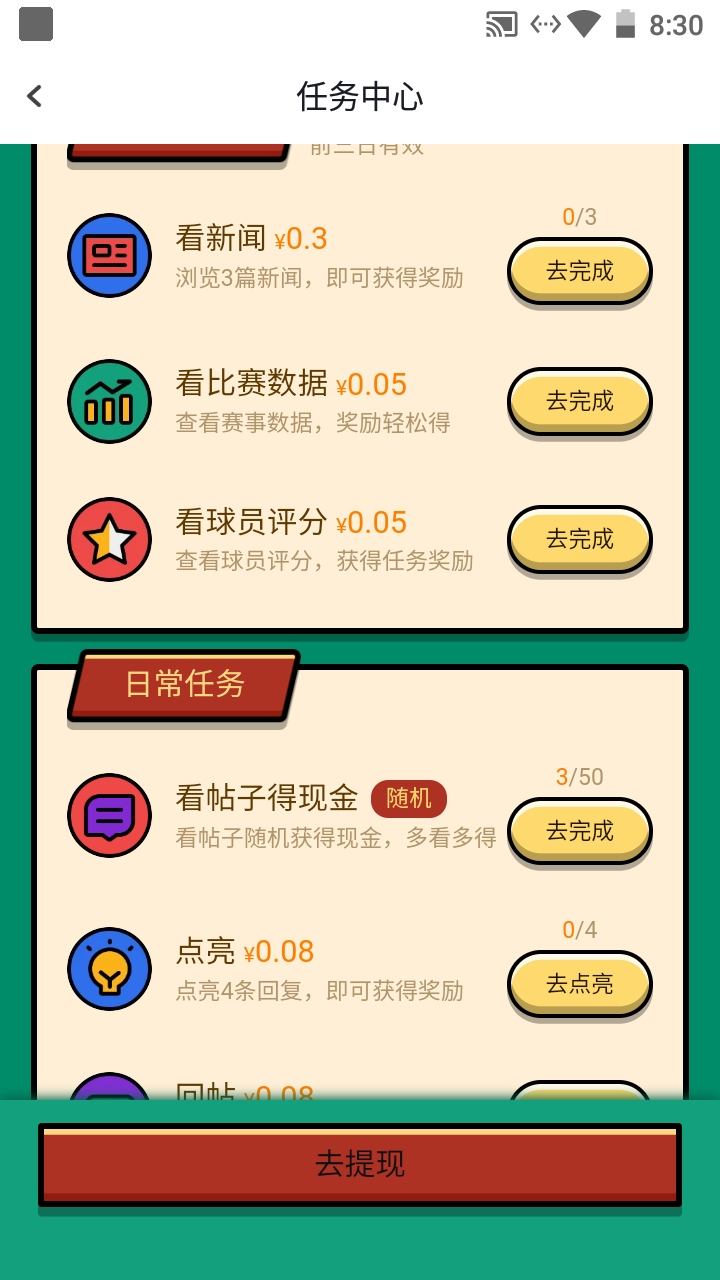 8:30
任务中心
前三日有效
看新闻 ¥0.3
浏览3篇新闻，即可获得奖励
0/3
去完成
看比赛数据 ¥0.05
查看赛事数据，奖励轻松得
去完成
看球员评分 ¥0.05
查看球员评分，获得任务奖励
去完成
日常任务
看帖子得现金 随机
看帖子随机获得现金，多看多得
3/50
去完成
点亮 ¥0.08
点亮4条回复，即可获得奖励
0/4
去点亮
回帖 ¥0.08
去提现